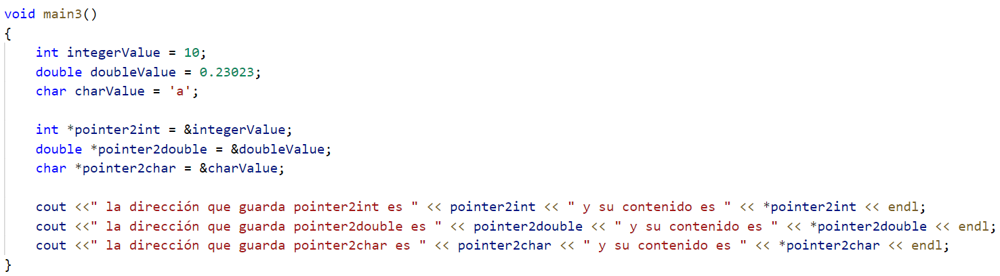 void main3()
{
    int integerValue = 10;
    double doubleValue = 0.23023;
    char charValue = 'a';

    int *pointer2int = &integerValue;
    double *pointer2double = &doubleValue;
    char *pointer2char = &charValue;

    cout <<" la dirección que guarda pointer2int es " << pointer2int << " y su contenido es " << *pointer2int << endl;
    cout <<" la dirección que guarda pointer2double es " << pointer2double << " y su contenido es " << *pointer2double << endl;
    cout <<" la dirección que guarda pointer2char es " << pointer2char << " y su contenido es " << *pointer2char << endl;
}